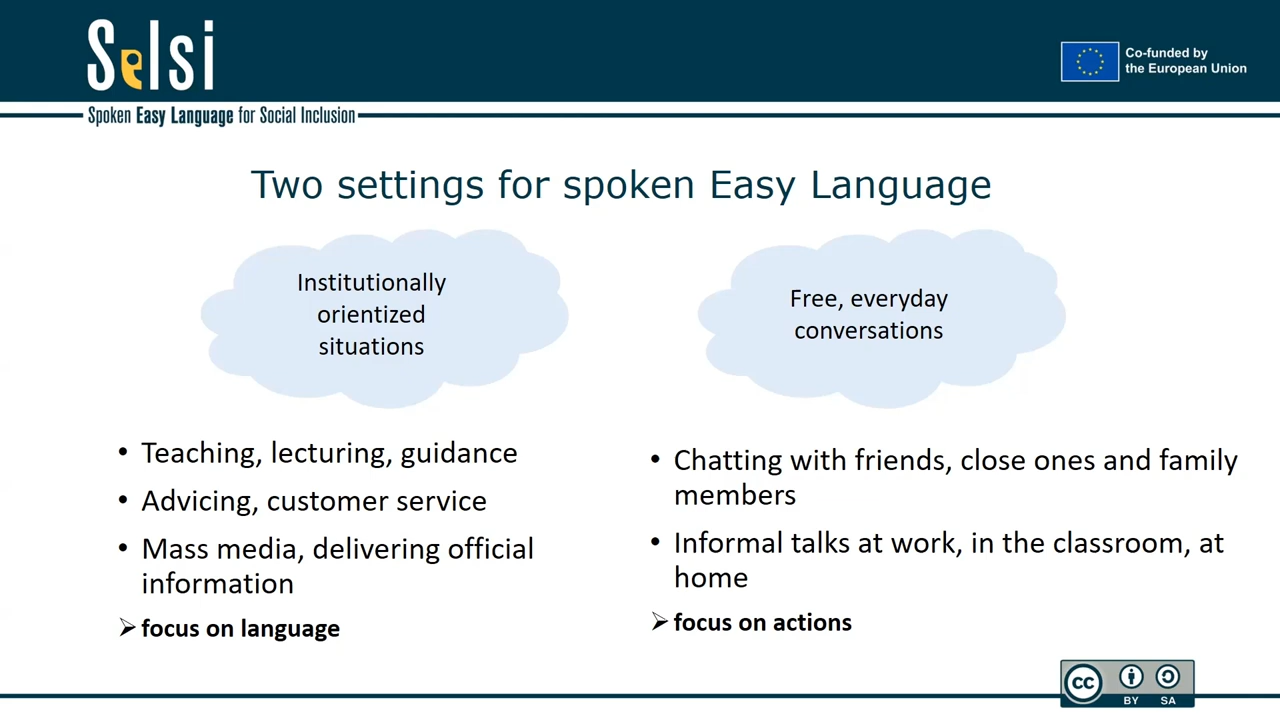 Selsi
Spoken Easy Language for Social Inclusion
Co-funded by
the European Union
Two settings for spoken Easy Language
Institutionally
orientized
situations
Free, everyday
conversations
• Teaching, lecturing, guidance
• Advicing, customer service
• Mass media, delivering official
information
➢ focus on language
• Chatting with friends, close ones and family
members
• Informal talks at work, in the classroom, at
home
➢ focus on actions
cc
BY SA